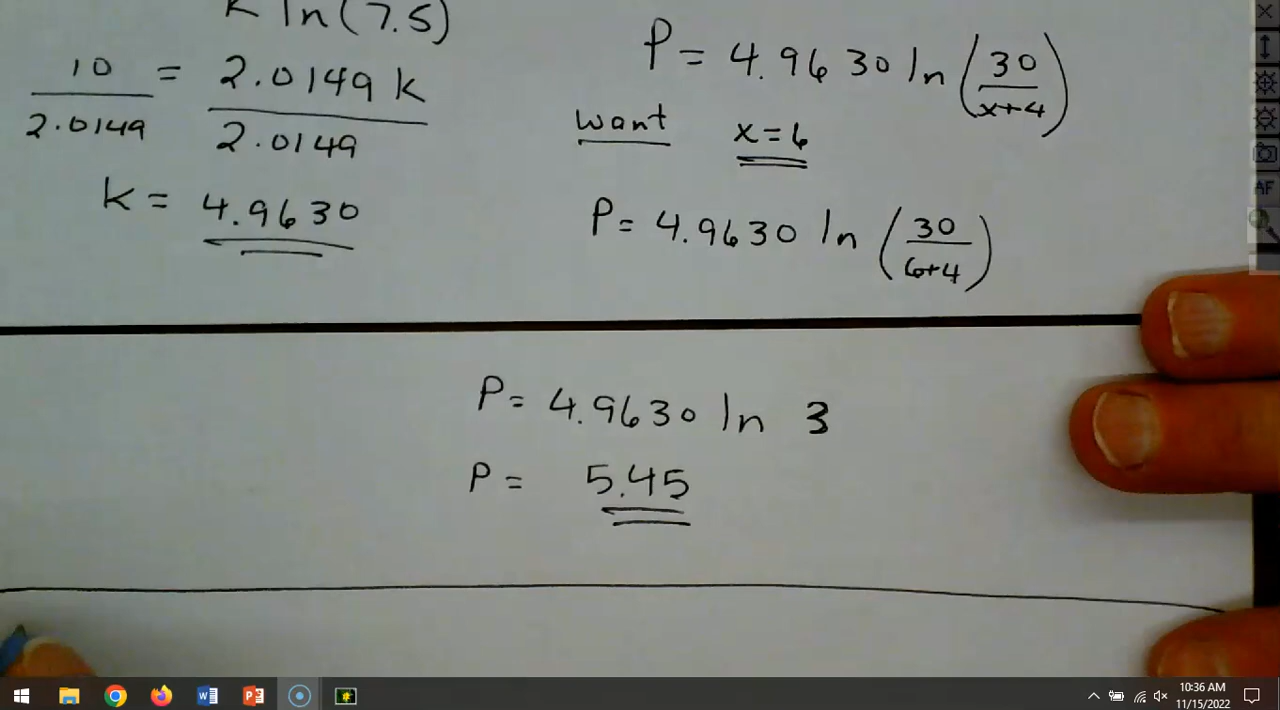 k ln(7.5)
10/2.0149 = 2.0149 k/2.0149
k = 4.9630
P = 4.9630 ln(30/x+4)
want x=6
P= 4.9630 ln (30/6+4)
P= 4.9630 ln 3
P = 5.45
AF
10:36 AM
11/15/2022